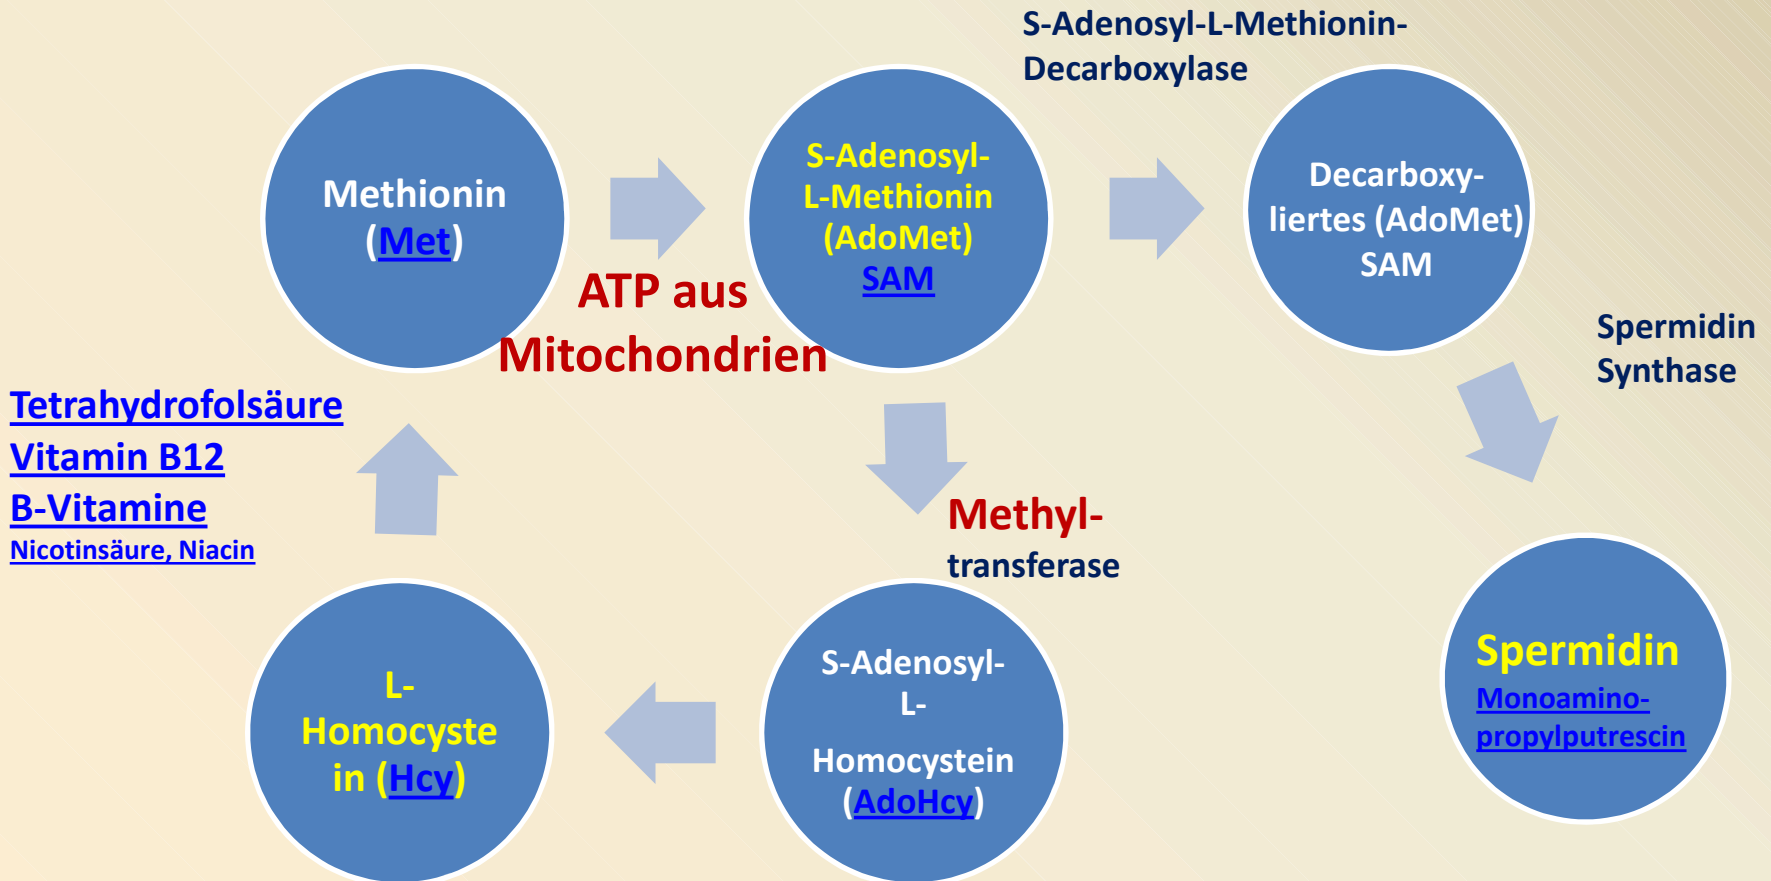 S-Adenosyl-L-Methionin-
Decarboxylase
Methionin
(Met)
S-Adenosyl-
L-Methionin
(AdoMet)
SAM
Decarboxy-
liertes (AdoMet)
SAM
ATP aus
Mitochondrien
Spermidin
Synthase
Tetrahydrofolsäure
Vitamin B12
B-Vitamine
Nicotinsäure, Niacin
Methyl-
transferase
L-
Homocyste
in (Hcy)
S-Adenosyl-
L-
Homocystein
(AdoHcy)
Spermidin
Monoamino-
propylputrescin